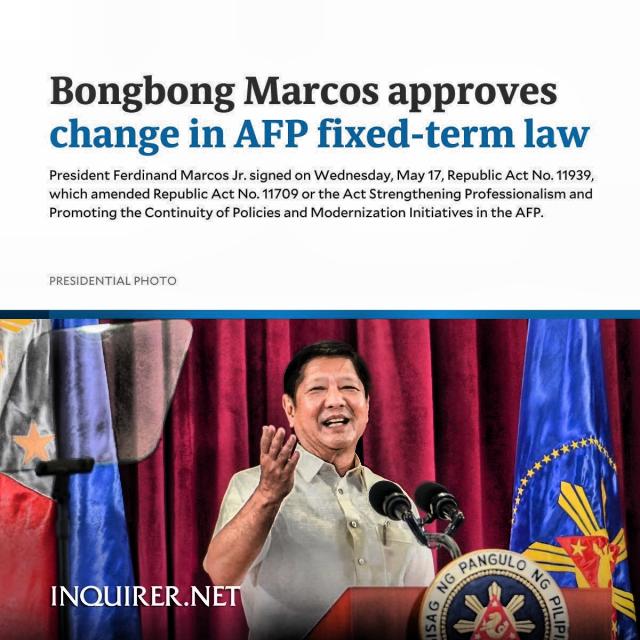 Bongbong Marcos approves
change in AFP fixed-term law
President Ferdinand Marcos Jr. signed on Wednesday, May 17, Republic Act No. 11939,
which amended Republic Act No. 11709 or the Act Strengthening Professionalism and
Promoting the Continuity of Policies and Modernization Initiatives in the AFP.
PRESIDENTIAL PHOTO
INQUIRER.NET
SAG NG PANGULO NG PILIP